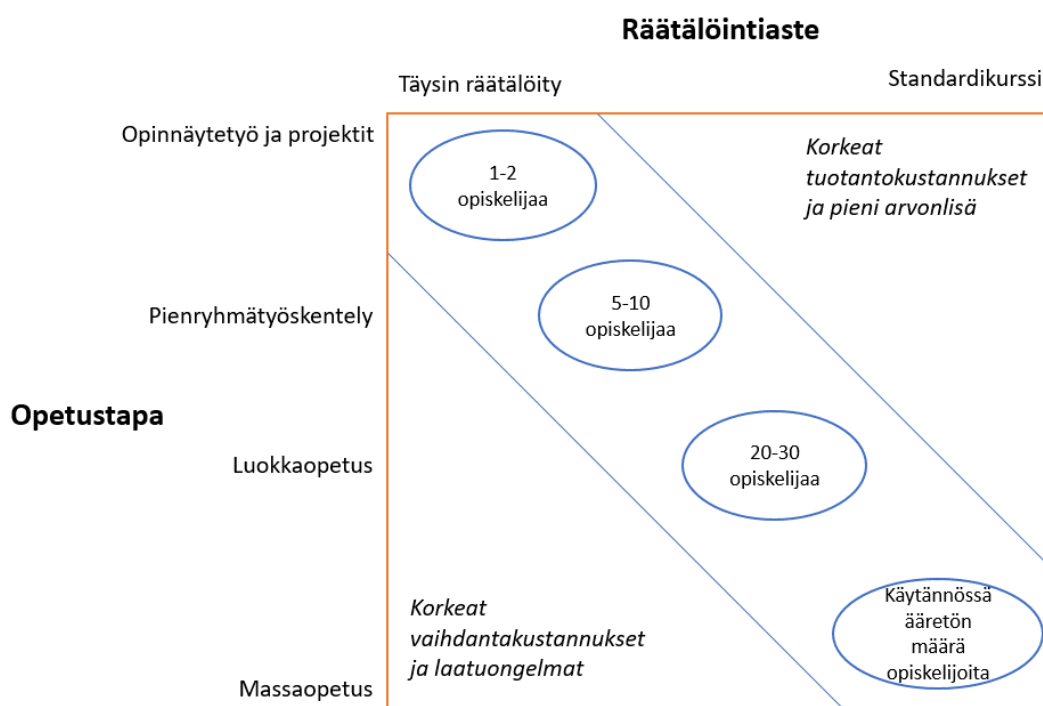 Räätälöintiaste
Täysin räätälöity
Standardikurssi
Opinnäytetyö ja projektit
1-2
opiskelijaa
Korkeat
tuotantokustannukset
ja pieni arvonlisä
Pienryhmätyöskentely
5-10
opiskelijaa
Opetustapa
Luokkaopetus
20-30
opiskelijaa
Korkeat
vaihdantakustannukset
ja laatuongelmat
Käytännössä
ääretön
määrä
opiskelijoita
Massaopetus